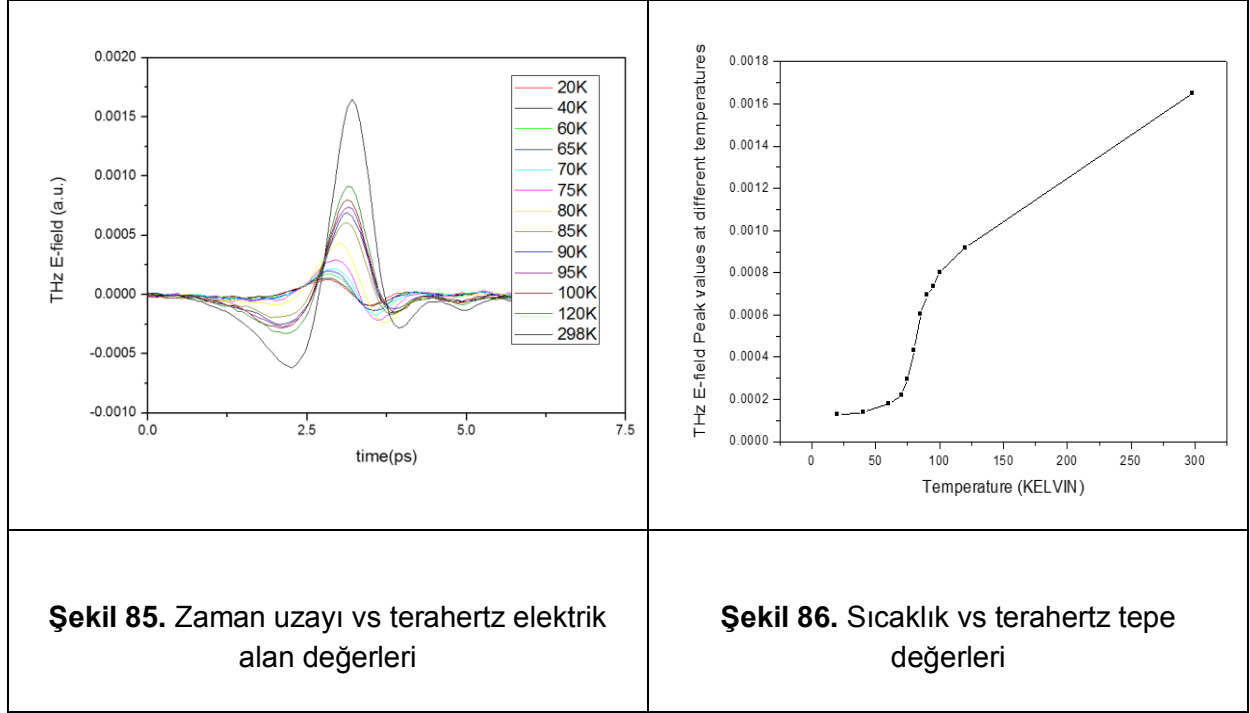 0.0020
0.0015
0.0010
0.0005
0.0000
-0.0005
-0.0010
0.0
2.5
5.0
7.5
THz E-field (a.u.)
time(ps)
20K
40K
60K
65K
70K
75K
80K
85K
90K
95K
100K
120K
298K
0.0018
0.0016
0.0014
0.0012
0.0010
0.0008
0.0006
0.0004
0.0002
0.0000
0
50
100
150
200
250
300
THz E-field Peak values at different temperatures
Temperature (KELVIN)
Şekil 85. Zaman uzayı vs terahertz elektrik
alan değerleri
Şekil 86. Sıcaklık vs terahertz tepe
değerleri